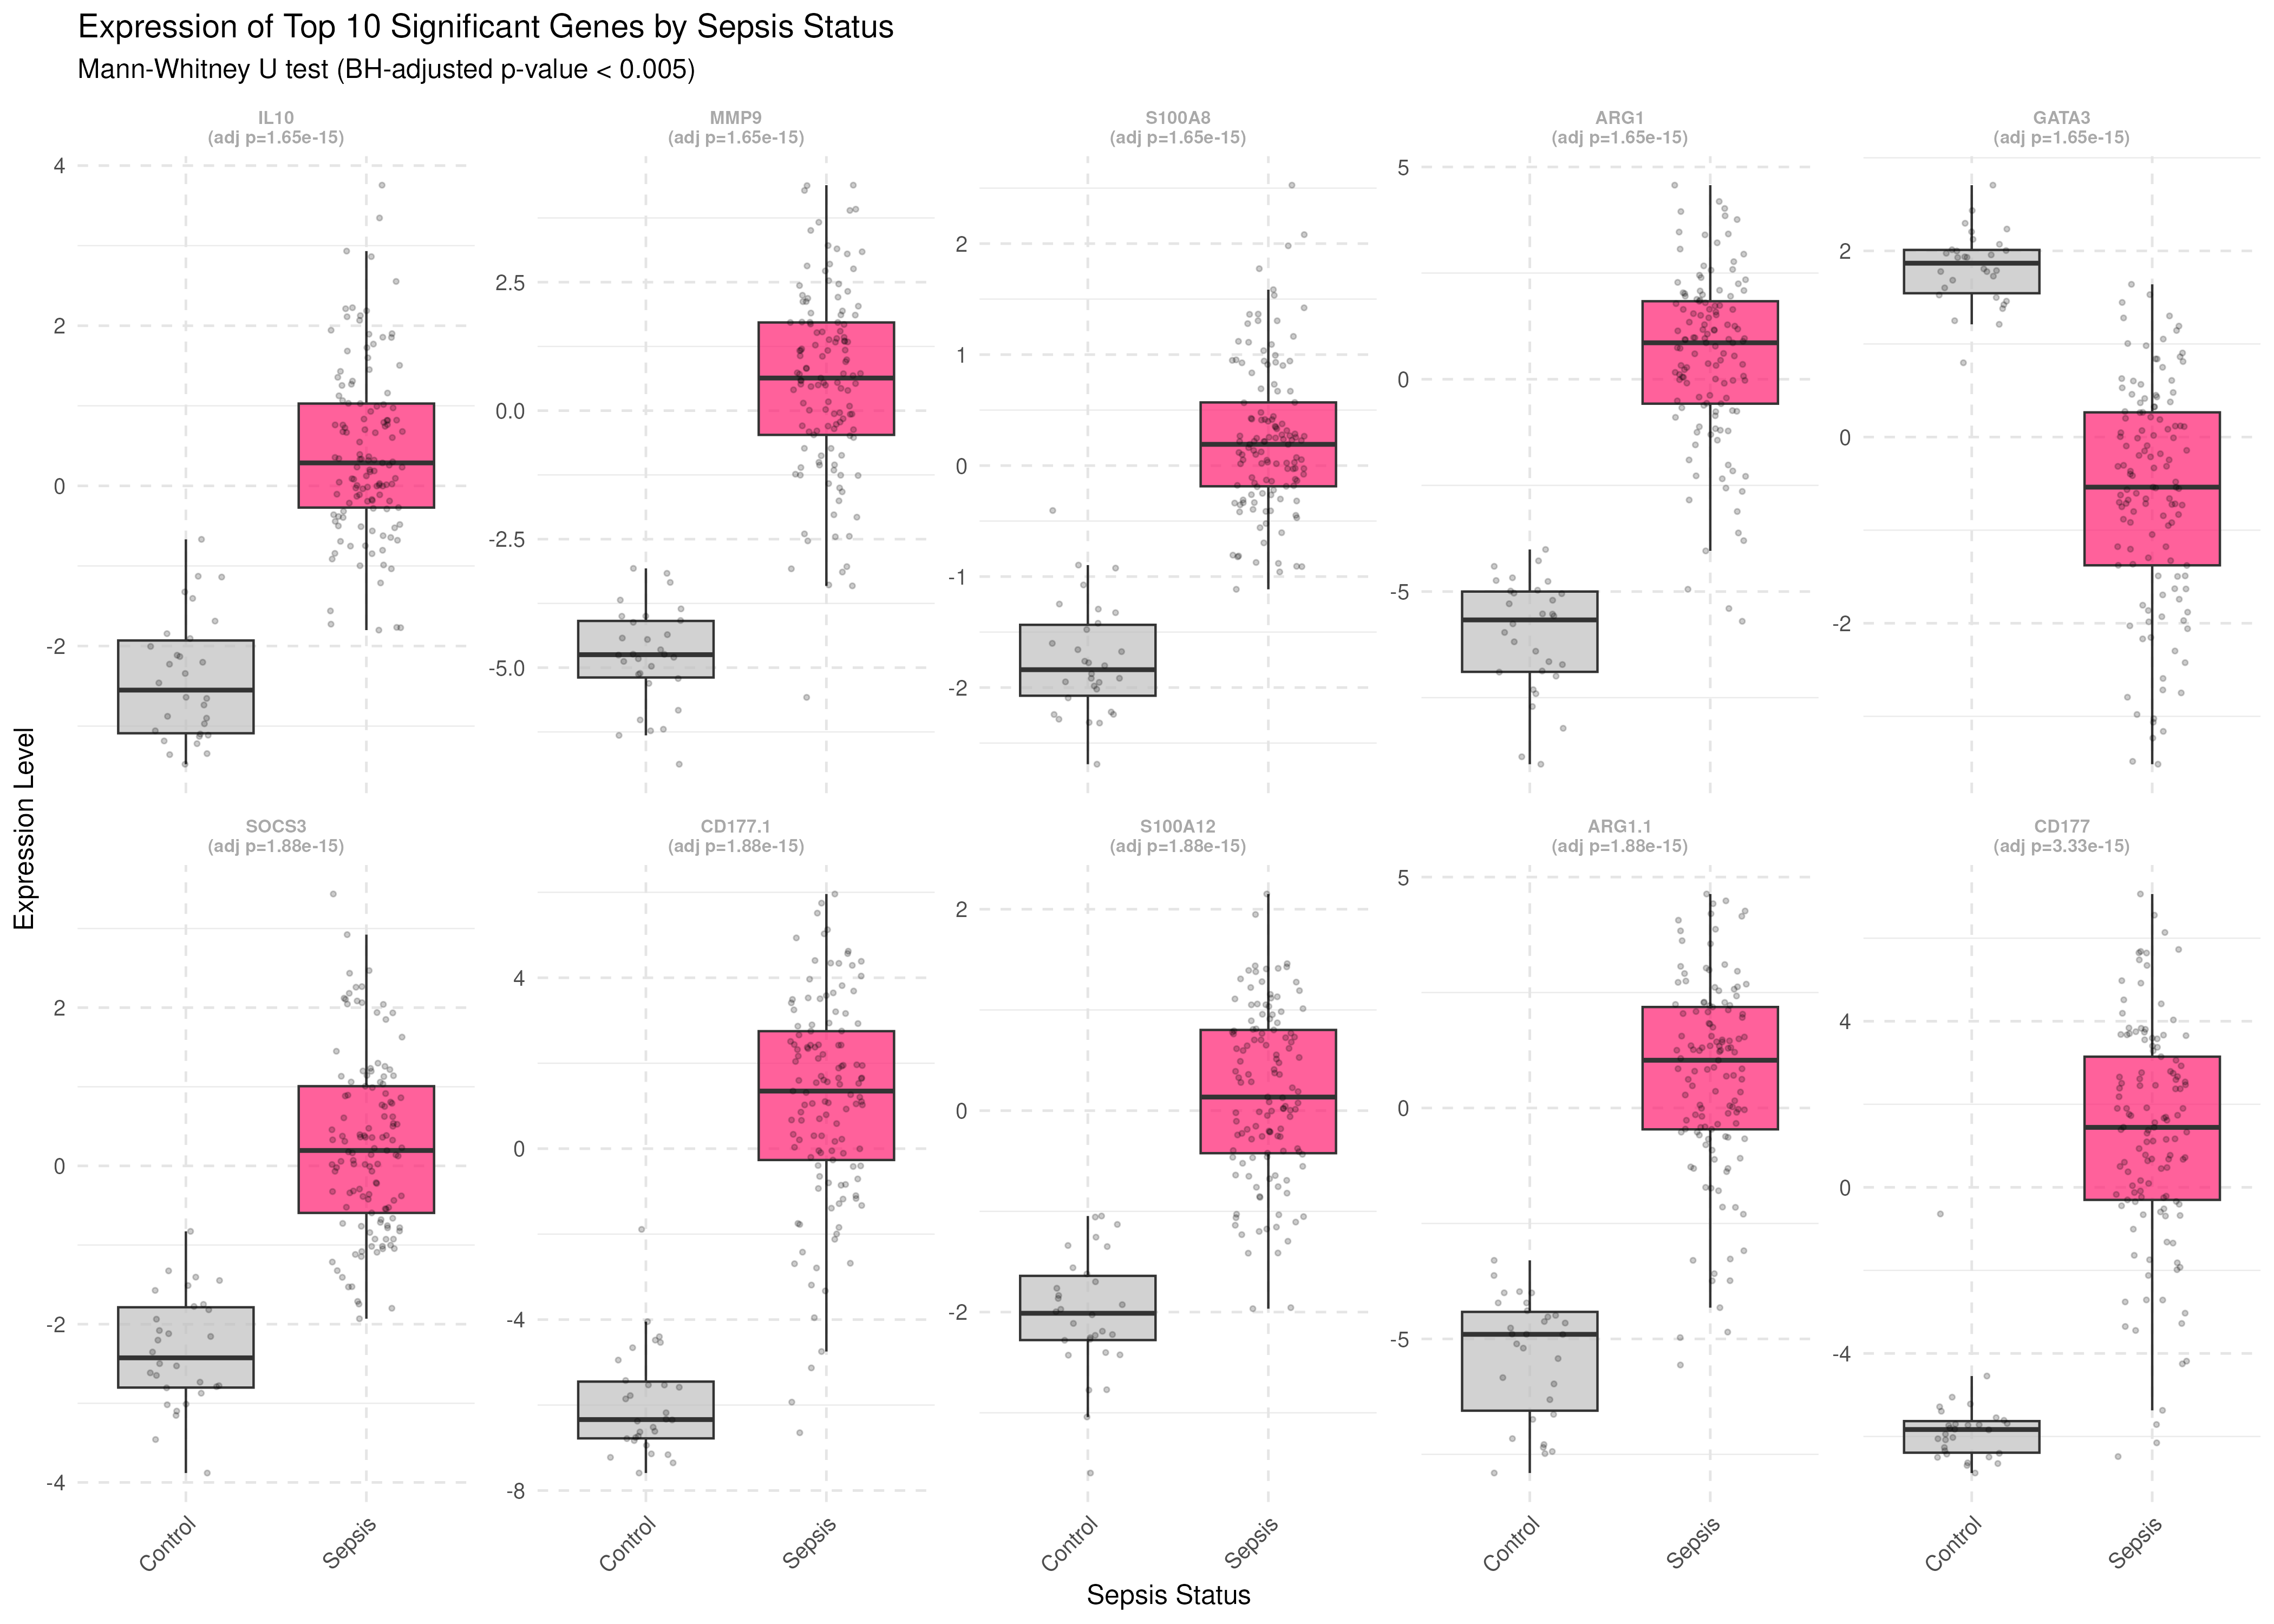 Expression of Top 10 Significant Genes by Sepsis Status
Mann-Whitney U test (BH-adjusted p-value < 0.005)
IL10
(adj p=1.65e-15)
MMP9
(adj p=1.65e-15)
S100A8
(adj p=1.65e-15)
ARG1
(adj p=1.65e-15)
GATA3
(adj p=1.65e-15)
4
2
0
-2
2.5
0.0
-2.5
-5.0
2
1
0
-1
-2
5
0
-5
2
0
-2
SOCS3
(adj p=1.88e-15)
CD177.1
(adj p=1.88e-15)
S100A12
(adj p=1.88e-15)
ARG1.1
(adj p=1.88e-15)
CD177
(adj p=3.33e-15)
2
0
-2
-4
4
0
-4
-8
2
0
-2
5
0
-5
4
0
-4
Expression Level
Control
Sepsis
Control
Sepsis
Control
Sepsis
Control
Sepsis
Control
Sepsis
Sepsis Status